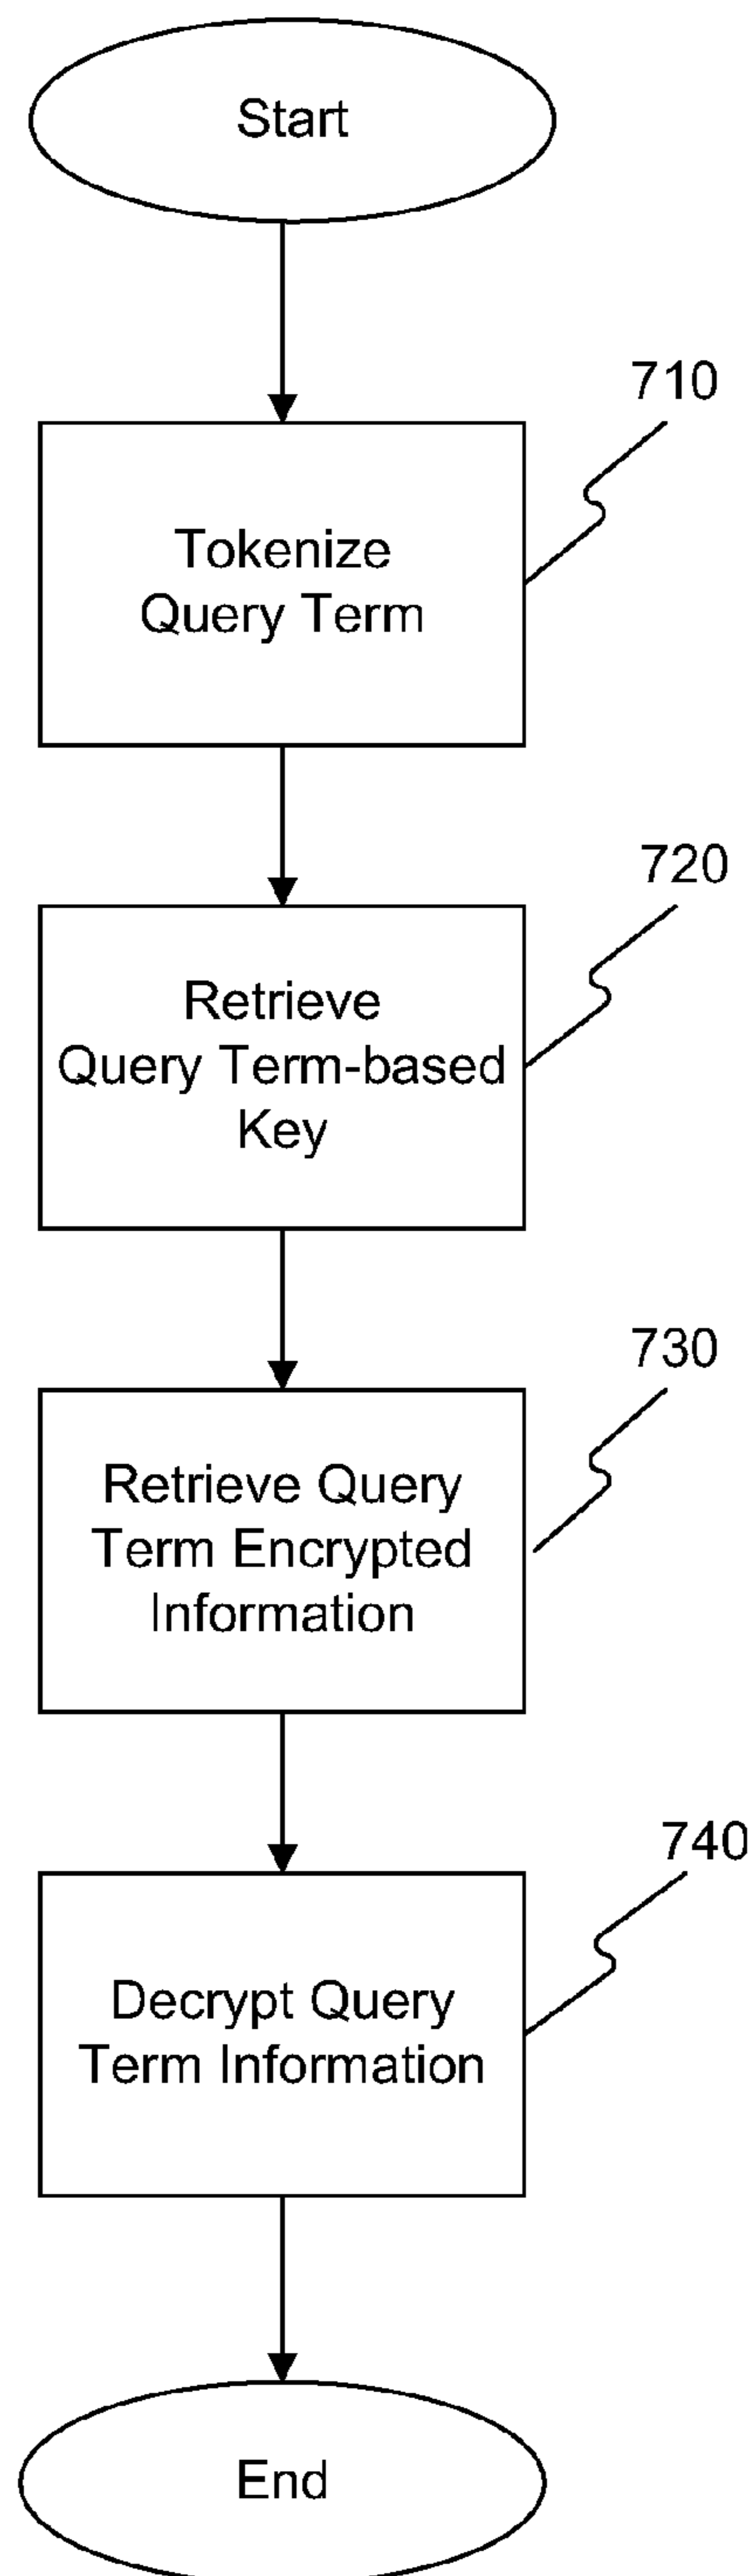 Start
710
Tokenize
Query Term
720
Retrieve
Query Term-based
Key
730
Retrieve Query
Term Encrypted
Information
740
Decrypt Query
Term Information
End